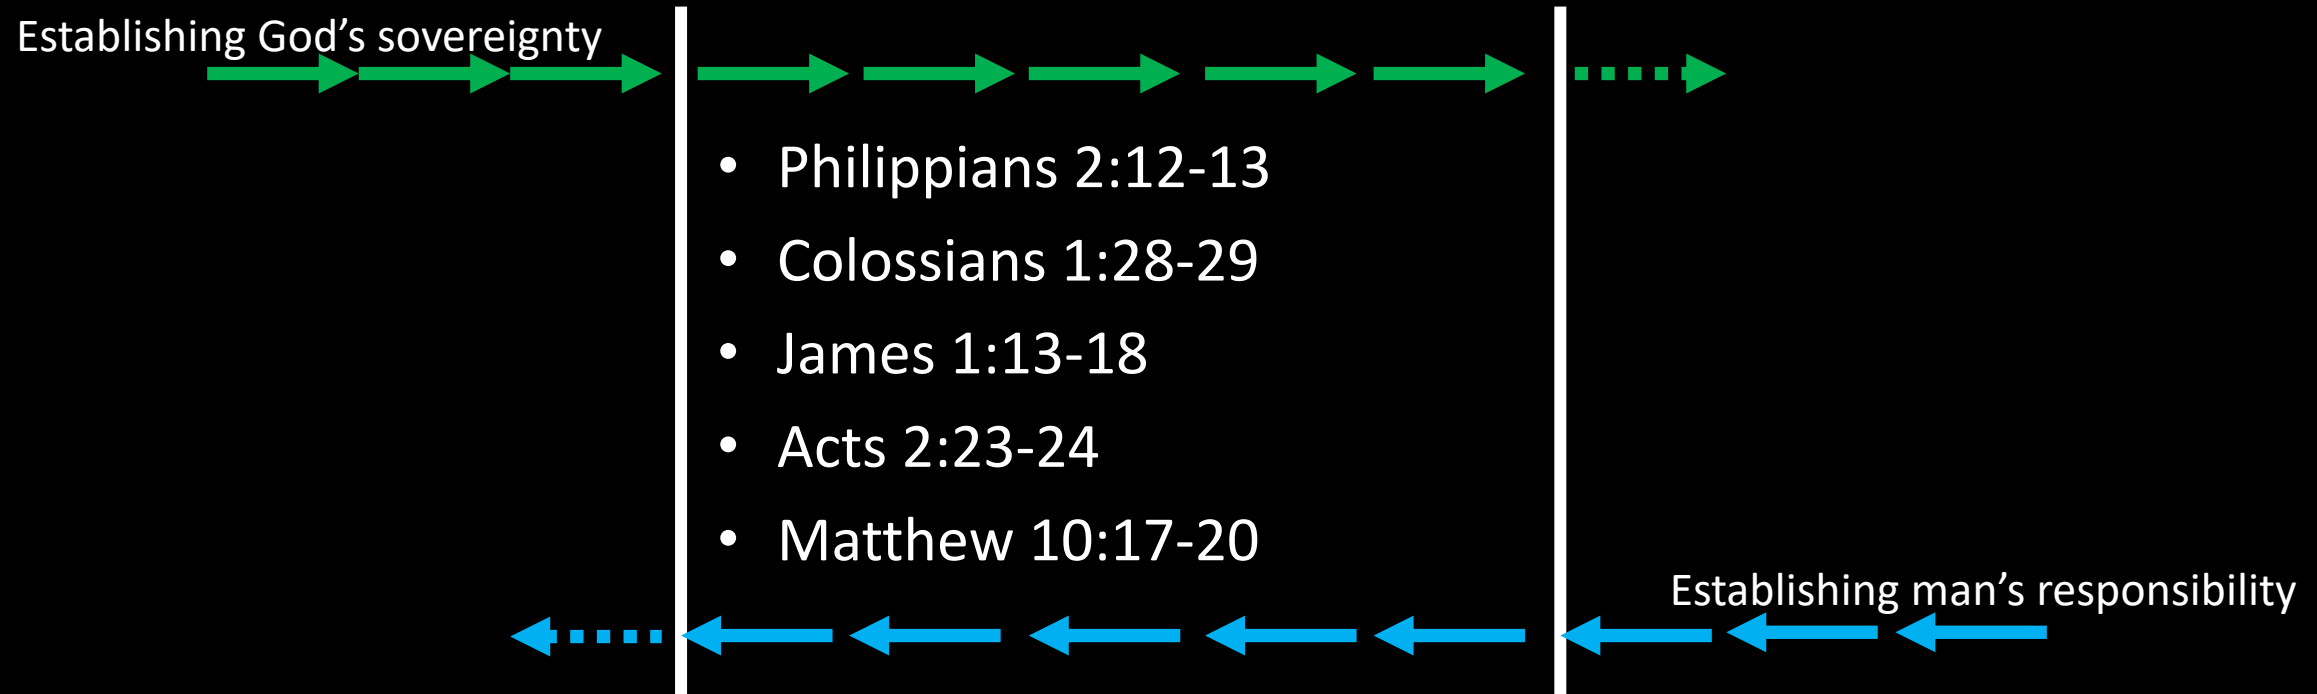 Establishing God’s sovereignty
• Philippians 2:12-13
• Colossians 1:28-29
• James 1:13-18
• Acts 2:23-24
• Matthew 10:17-20
Establishing man’s responsibility